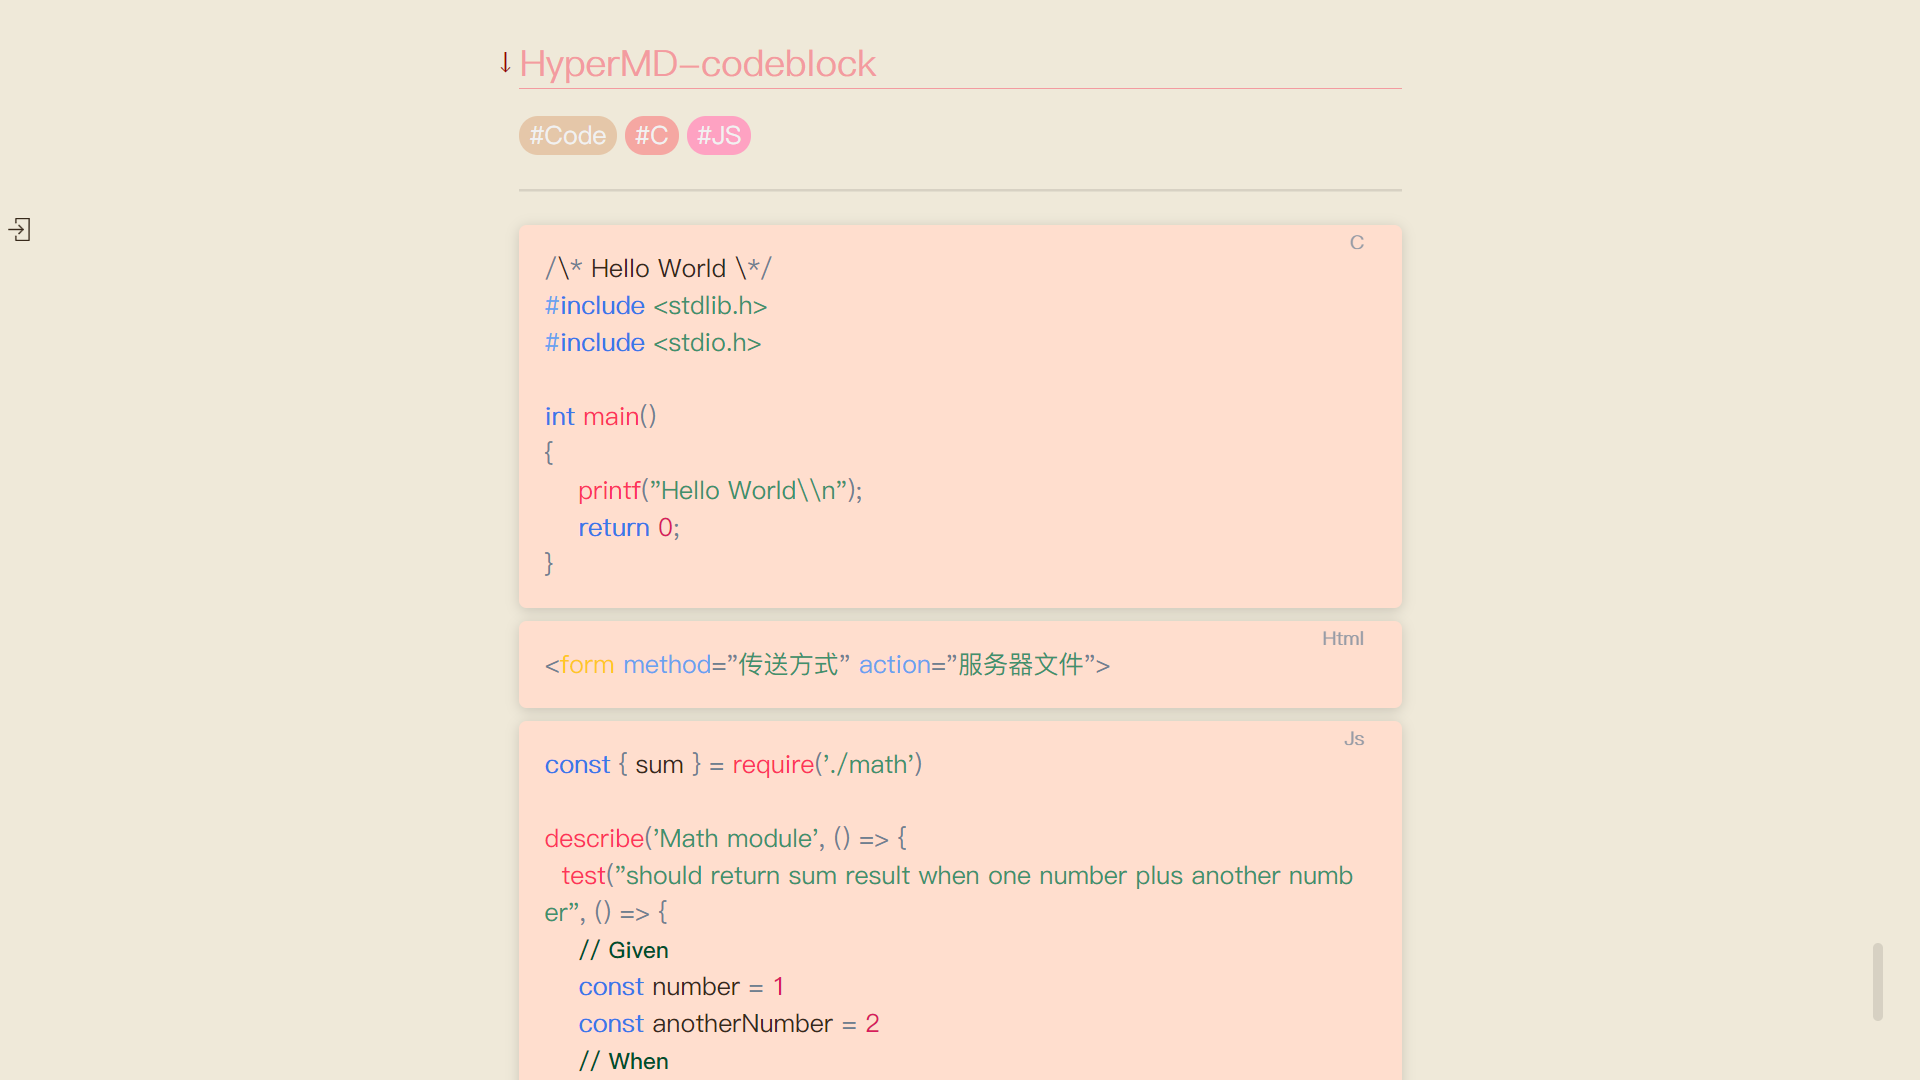 ↓ HyperMD-codeblock
#Code #C #JS
C
/\* Hello World \*/
#include <stdlib.h>
#include <stdio.h>
int main()
{
printf("Hello World\\n");
return 0;
}
Html
<form method="传送方式" action="服务器文件">
Js
const { sum } = require('./math')
describe('Math module', () => {
test("should return sum result when one number plus another numb
er", () => {
// Given
const number = 1
const anotherNumber = 2
// When